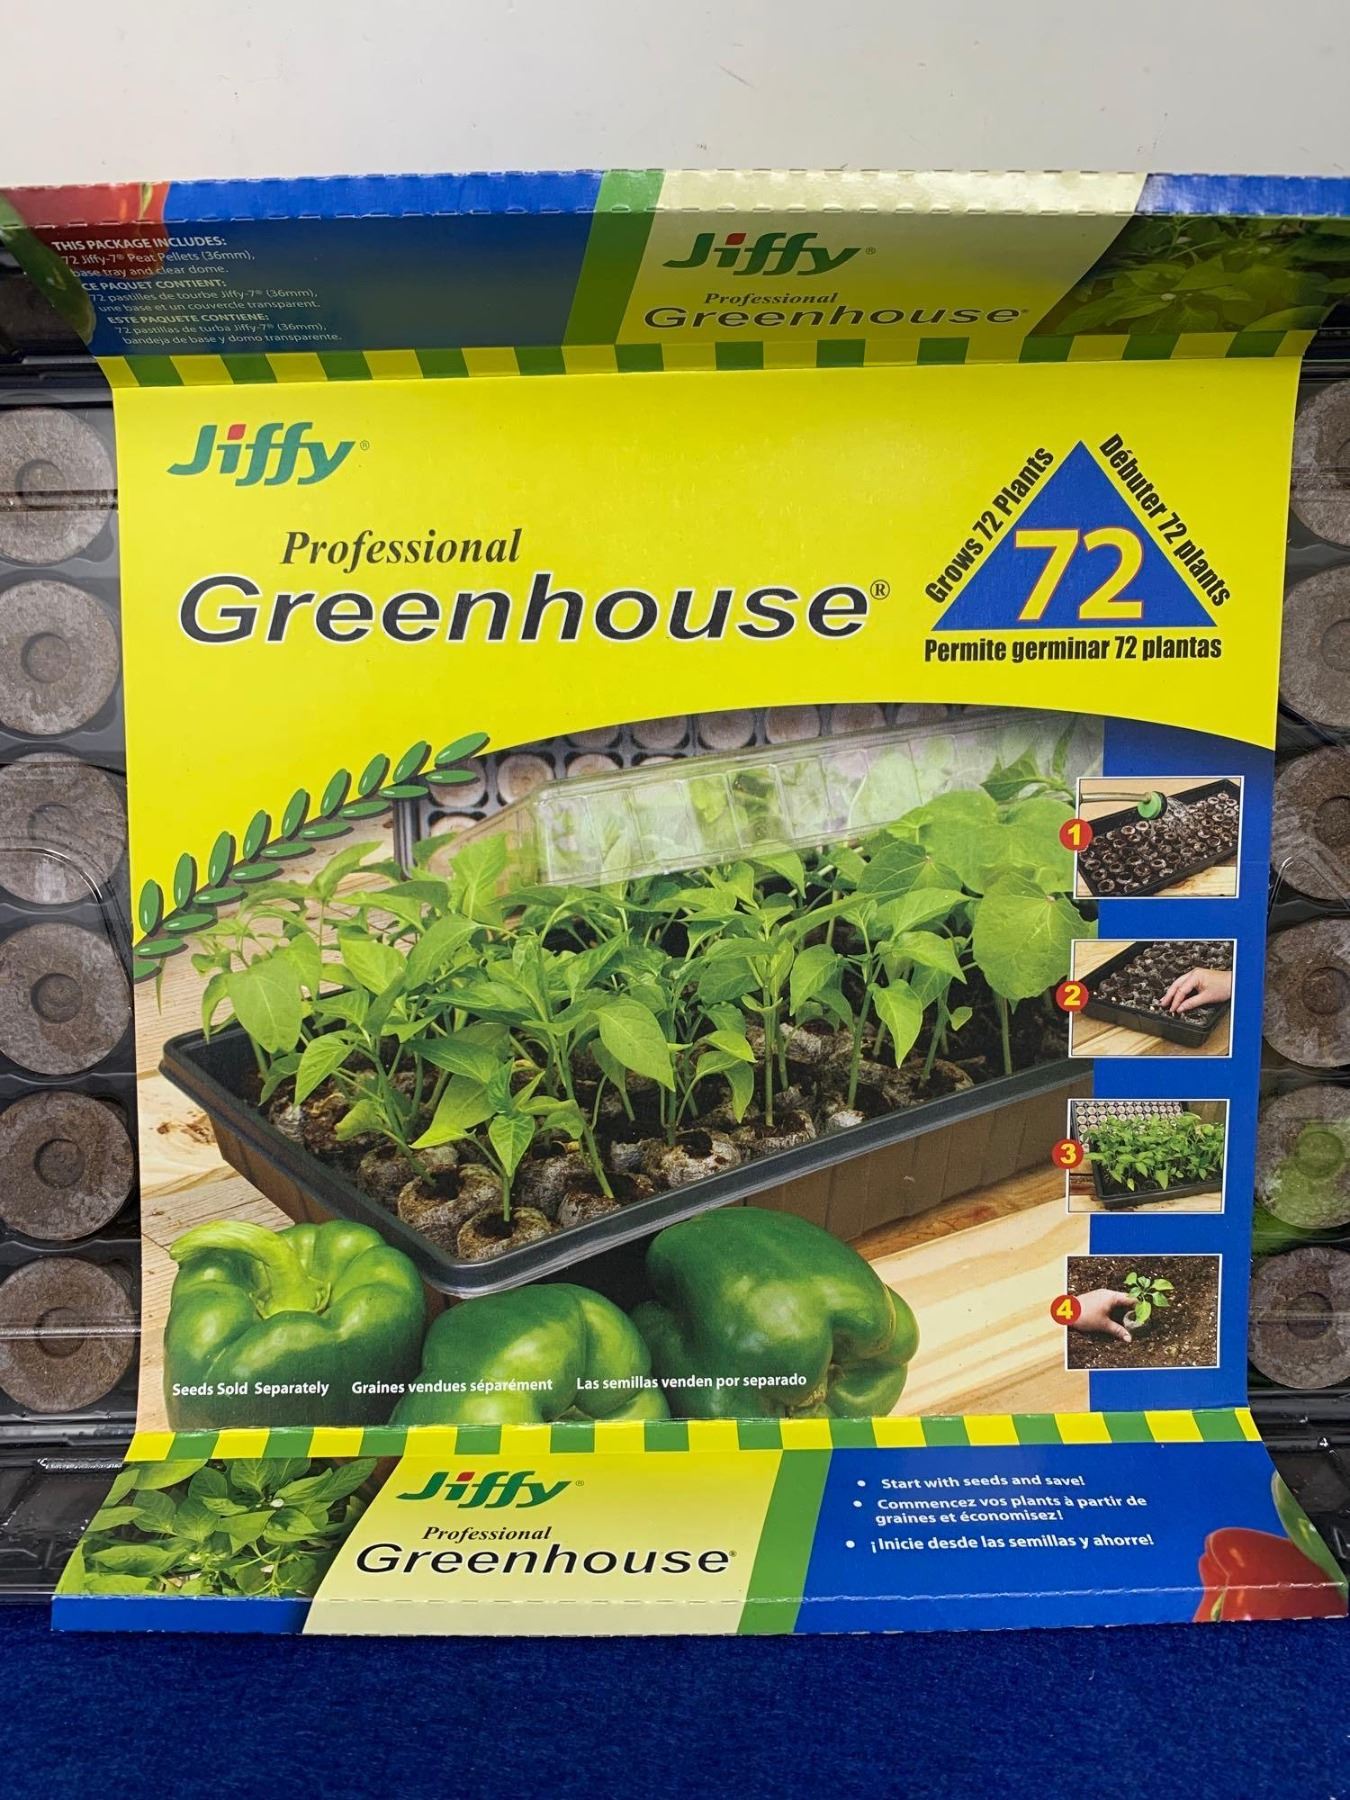 THIS PACKAGE INCLUDES:
72 Jiffy-7® Peat Pellets (36mm),
base tray and clear dome.
CE PAQUET CONTIENT:
72 pastilles de tourbe Jiffy-7® (36mm),
une base et un couvercle transparent.
ESTE PAQUETE CONTIENE:
72 pastillas de turba Jiffy-7® (36mm),
bandeja de base y domo transparente.
Jiffy®
Professional
Greenhouse®
Jiffy®
Professional
Greenhouse®
Grows 72 Plants
Débuter 72 plants
72
Permite germinar 72 plantas
1
2
3
4
Seeds Sold Separately Graines vendues séparément Las semillas venden por separado
Jiffy®
Professional
Greenhouse®
• Start with seeds and save!
• Commencez vos plants à partir de
graines et économisez!
• ¡Inicie desde las semillas y ahorre!